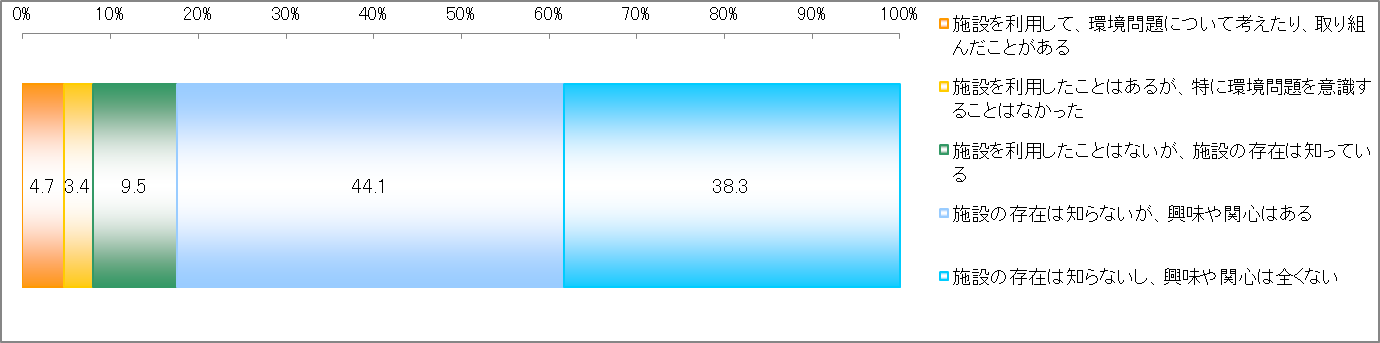 0% 10% 20% 30% 40% 50% 60% 70% 80% 90% 100%
4.7 3.4 9.5 44.1 38.3
施設を利用して、環境問題について考えたり、取り組
んだことがある
施設を利用したことはあるが、特に環境問題を意識す
ることはなかった
施設を利用したことはないが、施設の存在は知ってい
る
施設の存在は知らないが、興味や関心はある
施設の存在は知らないし、興味や関心は全くない